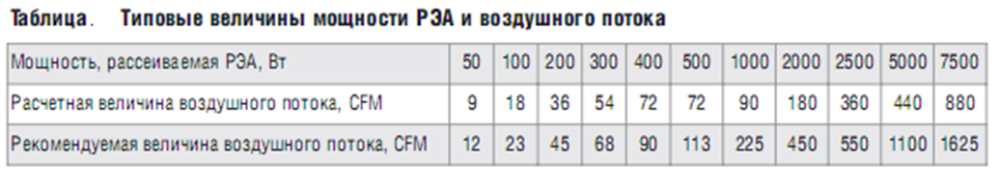 Таблица. Типовые величины мощности РЭА и воздушного потока
Мощность, рассеиваемая РЭА, Вт 50 100 200 300 400 500 1000 2000 2500 5000 7500
Расчетная величина воздушного потока, CFM 9 18 36 54 72 72 90 180 360 440 880
Рекомендуемая величина воздушного потока, CFM 12 23 45 68 90 113 225 450 550 1100 1625